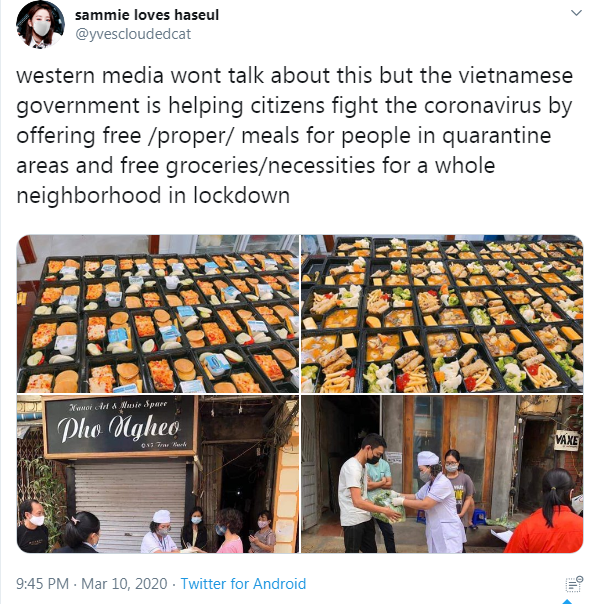 sammie loves haseul
@yvescloudedcat
western media wont talk about this but the vietnamese
government is helping citizens fight the coronavirus by
offering free /proper/ meals for people in quarantine
areas and free groceries/necessities for a whole
neighborhood in lockdown
Hanoi Art & Music Space
Pho Ngheo
VAXE
9:45 PM · Mar 10, 2020 · Twitter for Android